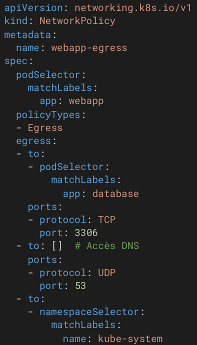 apiVersion: networking.k8s.io/v1
kind: NetworkPolicy
metadata:
  name: webapp-egress
spec:
  podSelector:
    matchLabels:
      app: webapp
  policyTypes:
  - Egress
  egress:
  - to:
    - podSelector:
        matchLabels:
          app: database
    ports:
    - protocol: TCP
      port: 3306
  - to: []  # Accès DNS
    ports:
    - protocol: UDP
      port: 53
  - to:
    - namespaceSelector:
        matchLabels:
          name: kube-system